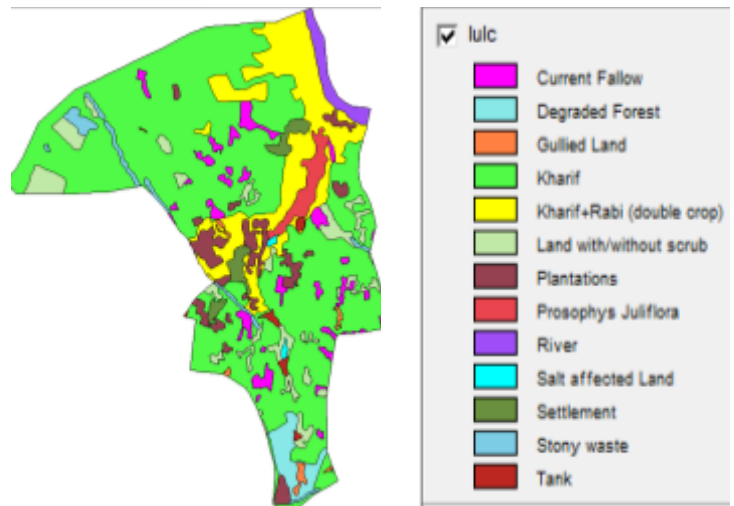 lulc
Current Fallow
Degraded Forest
Gullied Land
Kharif
Kharif+Rabi (double crop)
Land with/without scrub
Plantations
Prosophys Juliflora
River
Salt affected Land
Settlement
Stony waste
Tank